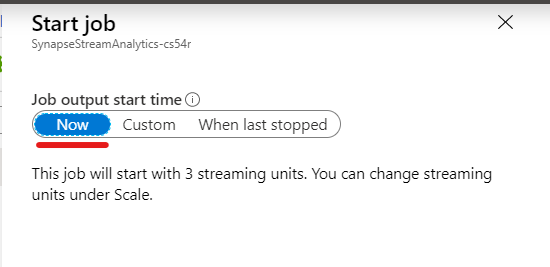 Start job
SynapseStreamAnalytics-cs54r
Job output start time
Now Custom When last stopped
This job will start with 3 streaming units. You can change streaming
units under Scale.